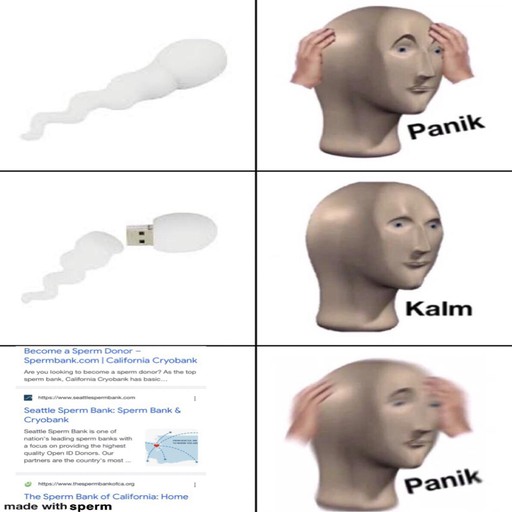 Panik
Kalm
Become a Sperm Donor –
Spermbank.com | California Cryobank
Are you looking to become a sperm donor? As the top
sperm bank, California Cryobank has basic...
https://www.seattlespermbank.com
Seattle Sperm Bank: Sperm Bank &
Cryobank
Seattle Sperm Bank is one of
nation's leading sperm banks with
a focus on providing the highest
quality Open ID Donors. Our
partners are the country's most ...
https://www.thespermbankofca.org
The Sperm Bank of California: Home
Panik
made with sperm